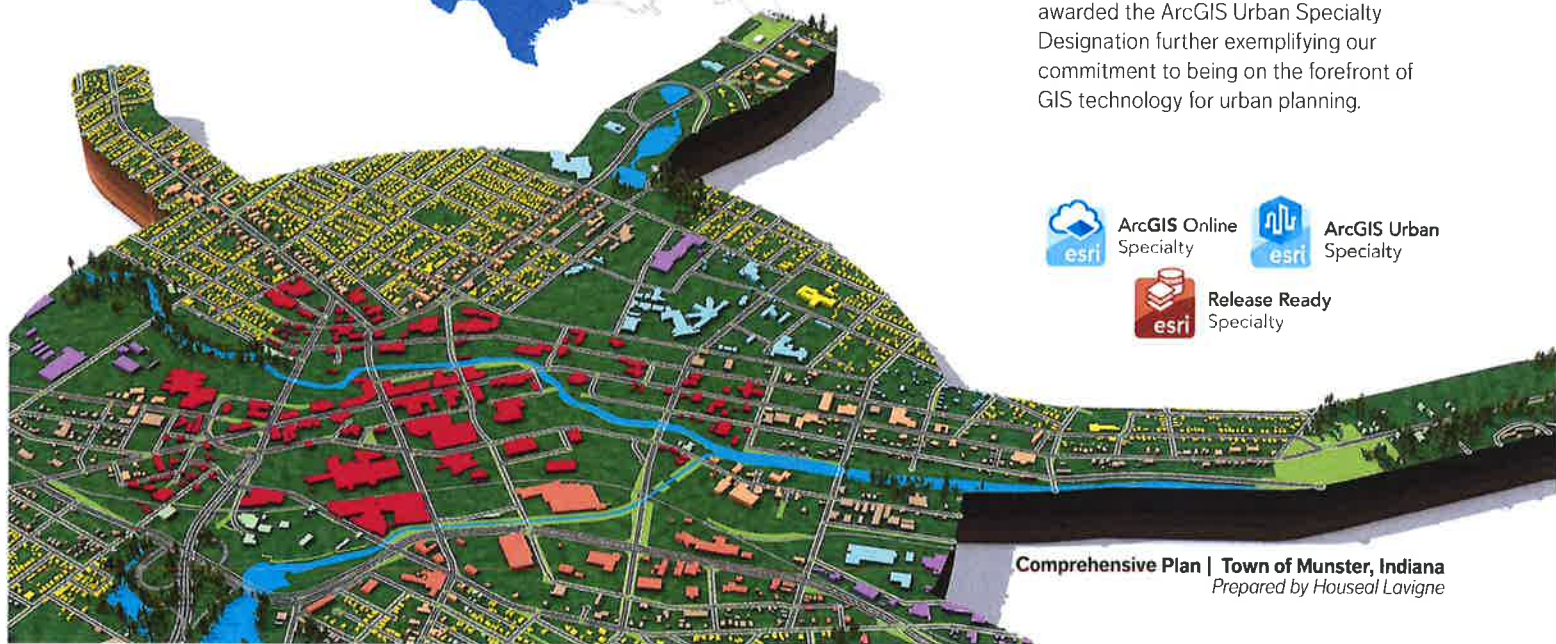 awarded the ArcGIS Urban Specialty
Designation further exemplifying our
commitment to being on the forefront of
GIS technology for urban planning.
ArcGIS Online
Specialty
esri
ArcGIS Urban
Specialty
esri
Release Ready
Specialty
esri
Comprehensive Plan | Town of Munster, Indiana
Prepared by Houseal Lavigne